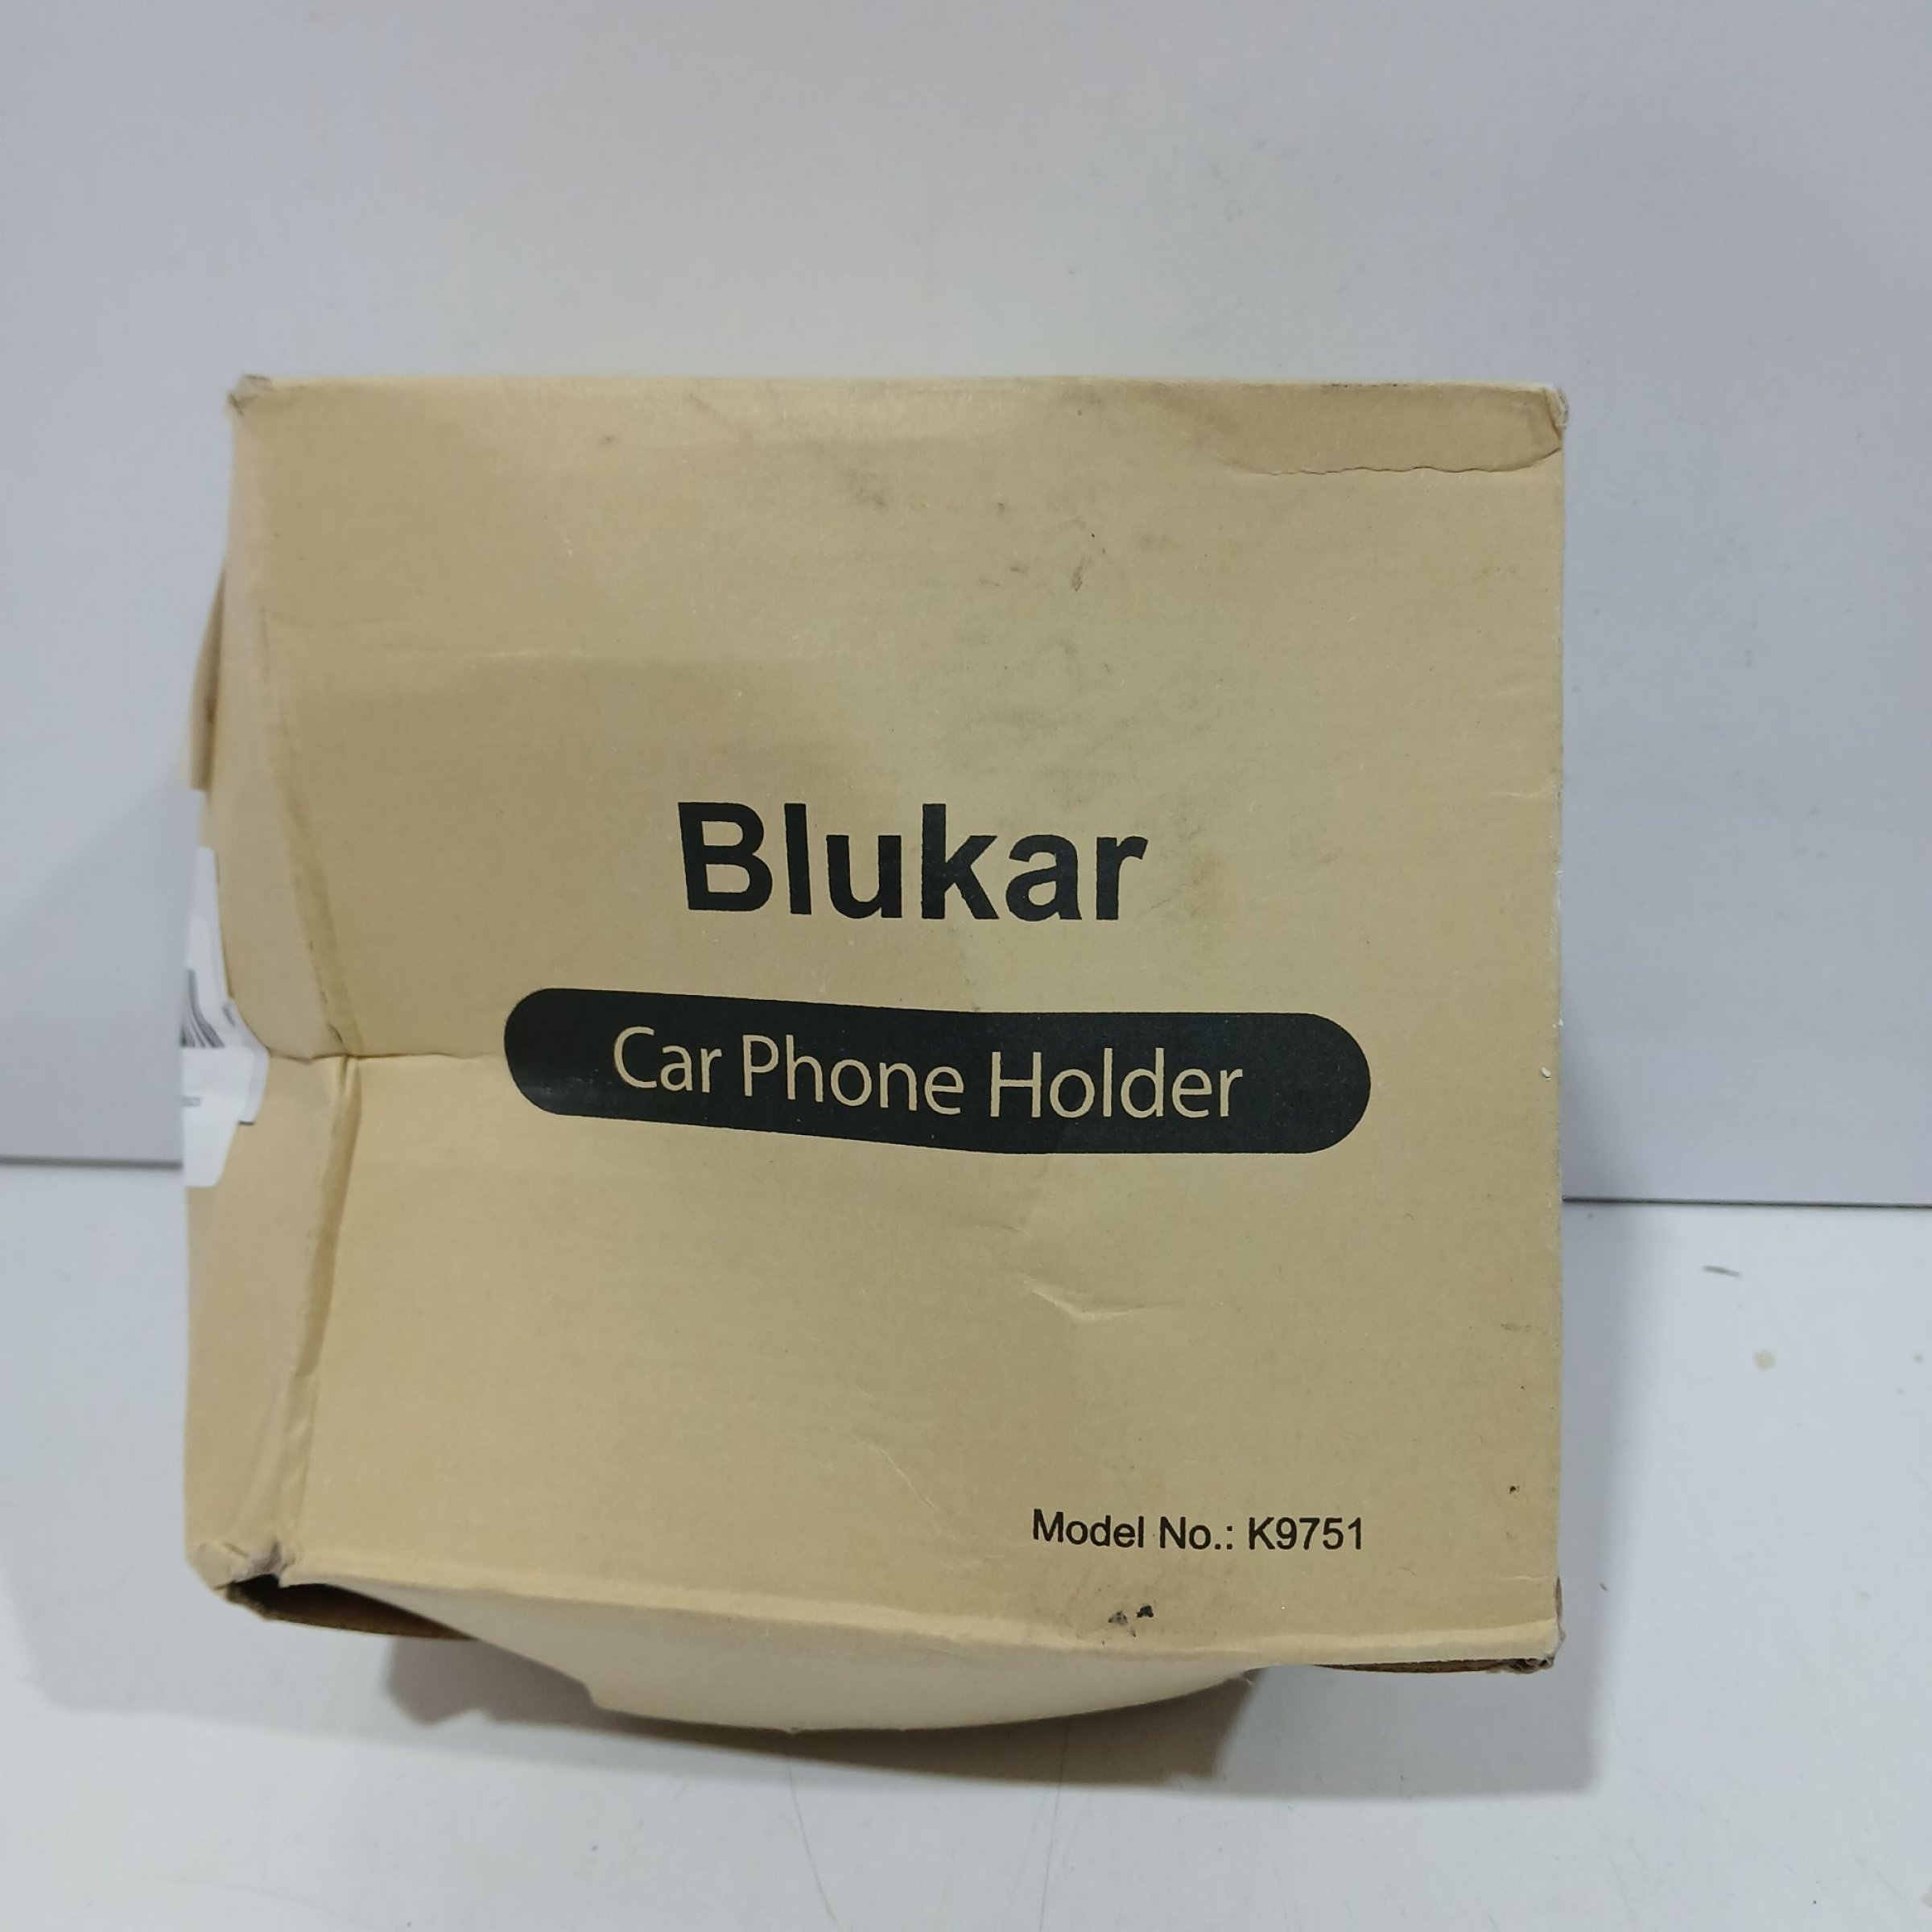 Blukar
Car Phone Holder
Model No.: K9751